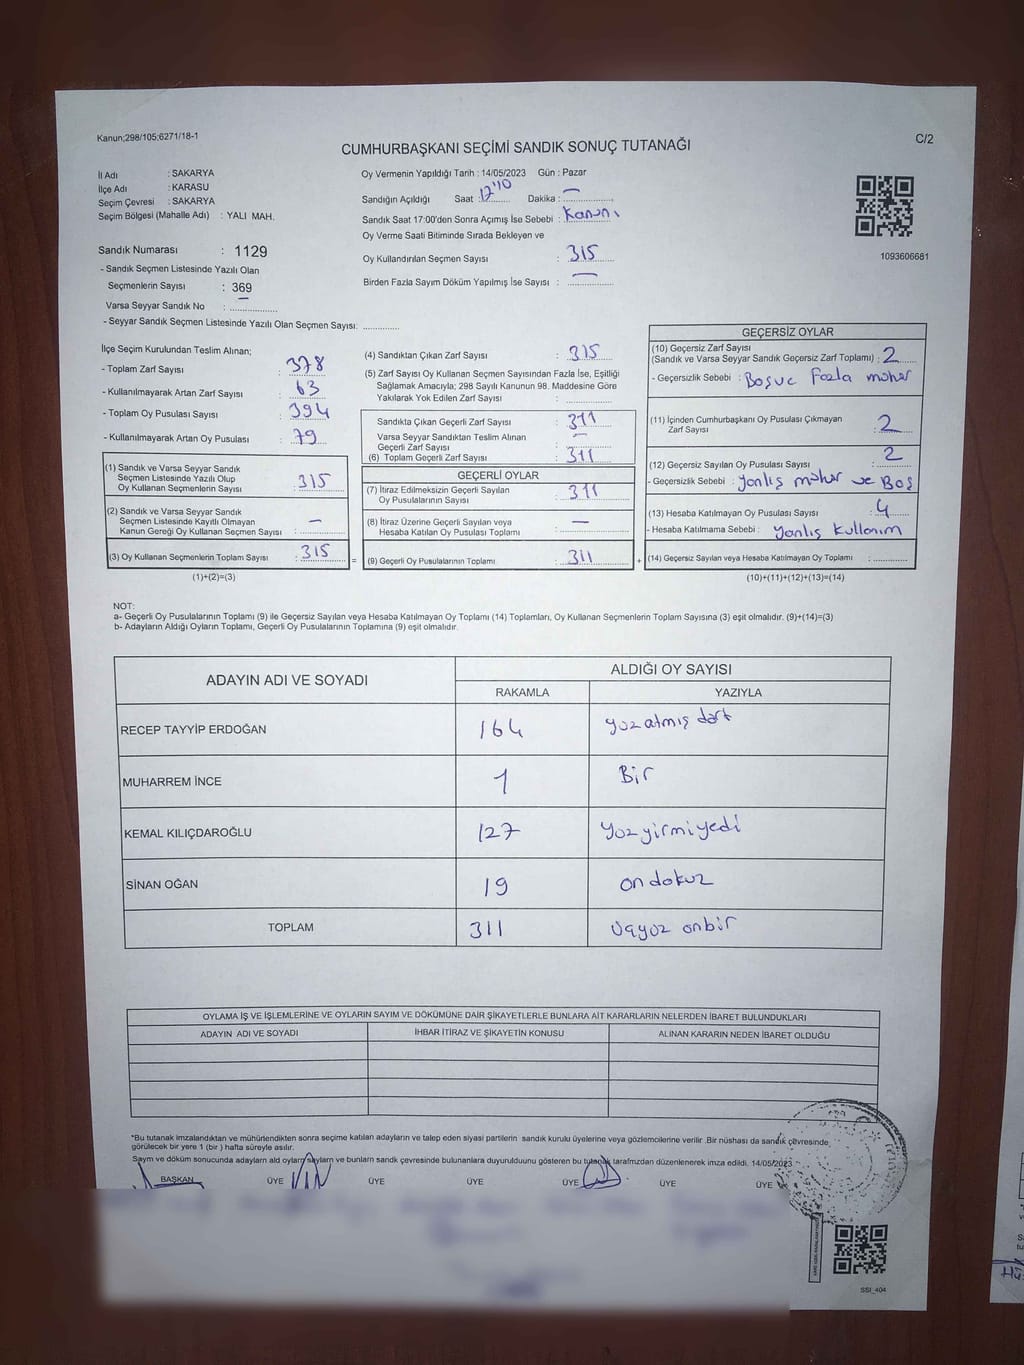 Kanun;298/105;6271/18-1
C/2
CUMHURBAŞKANI SEÇİMİ SANDIK SONUÇ TUTANAĞI
İl Adı : SAKARYA
İlçe Adı : KARASU
Seçim Çevresi : SAKARYA
Seçim Bölgesi (Mahalle Adı) : YALI MAH.
Oy Vermenin Yapıldığı Tarih : 14/05/2023 Gün : Pazar
Sandığın Açıldığı Saat : 17'10 Dakika : —
Sandık Saat 17:00'den Sonra Açımış İse Sebebi : Kanuni
Oy Verme Saati Bitiminde Sırada Bekleyen ve
Oy Kullandırılan Seçmen Sayısı : 315
Birden Fazla Sayım Döküm Yapılmış İse Sayısı : —
1093606681
Sandık Numarası : 1129
- Sandık Seçmen Listesinde Yazılı Olan
Seçmenlerin Sayısı : 369
Varsa Seyyar Sandık No : —
- Seyyar Sandık Seçmen Listesinde Yazılı Olan Seçmen Sayısı: ............
İlçe Seçim Kurulundan Teslim Alınan;
- Toplam Zarf Sayısı : 378
- Kullanılmayarak Artan Zarf Sayısı : 63
- Toplam Oy Pusulası Sayısı : 394
- Kullanılmayarak Artan Oy Pusulası : 79
(1) Sandık ve Varsa Seyyar Sandık
Seçmen Listesinde Yazılı Olup
Oy Kullanan Seçmenlerin Sayısı : 315
(2) Sandık ve Varsa Seyyar Sandık
Seçmen Listesinde Kayıtlı Olmayan
Kanun Gereği Oy Kullanan Seçmen Sayısı : —
(3) Oy Kullanan Seçmenlerin Toplam Sayısı : 315
(1)+(2)=(3)
(4) Sandıktan Çıkan Zarf Sayısı : 315
(5) Zarf Sayısı Oy Kullanan Seçmen Sayısından Fazla İse, Eşitliği
Sağlamak Amacıyla; 298 Sayılı Kanunun 98. Maddesine Göre
Yakılarak Yok Edilen Zarf Sayısı : ............
Sandıkta Çıkan Geçerli Zarf Sayısı : 311
Varsa Seyyar Sandıktan Teslim Alınan
Geçerli Zarf Sayısı : —
(6) Toplam Geçerli Zarf Sayısı : 311
GEÇERLİ OYLAR
(7) İtiraz Edilmeksizin Geçerli Sayılan
Oy Pusulalarının Sayısı : 311
(8) İtiraz Üzerine Geçerli Sayılan veya
Hesaba Katılan Oy Pusulası Toplamı : —
= (9) Geçerli Oy Pusulalarının Toplamı : 311 +
GEÇERSİZ OYLAR
(10) Geçersiz Zarf Sayısı
(Sandık ve Varsa Seyyar Sandık Geçersiz Zarf Toplamı) : 2
- Geçersizlik Sebebi : Boşuc Fazla mühür
(11) İçinden Cumhurbaşkanı Oy Pusulası Çıkmayan
Zarf Sayısı : 2
(12) Geçersiz Sayılan Oy Pusulası Sayısı : 2
- Geçersizlik Sebebi : Yanlış mühür ve Boş
(13) Hesaba Katılmayan Oy Pusulası Sayısı : 4
- Hesaba Katılmama Sebebi : Yanlış Kullanım
(14) Geçersiz Sayılan veya Hesaba Katılmayan Oy Toplamı : ............
(10)+(11)+(12)+(13)=(14)
NOT:
a- Geçerli Oy Pusulalarının Toplamı (9) ile Geçersiz Sayılan veya Hesaba Katılmayan Oy Toplamı (14) Toplamları, Oy Kullanan Seçmenlerin Toplam Sayısına (3) eşit olmalıdır. (9)+(14)=(3)
b- Adayların Aldığı Oyların Toplamı, Geçerli Oy Pusulalarının Toplamına (9) eşit olmalıdır.
ADAYIN ADI VE SOYADI ALDIĞI OY SAYISI
RAKAMLA YAZIYLA
RECEP TAYYİP ERDOĞAN 164 yüzatmış dört
MUHARREM İNCE 1 Bir
KEMAL KILIÇDAROĞLU 127 Yüzyirmiyedi
SİNAN OĞAN 19 on dokuz
TOPLAM 311 üçyüz onbir
OYLAMA İŞ VE İŞLEMLERİNE VE OYLARIN SAYIM VE DÖKÜMÜNE DAİR ŞİKAYETLERLE BUNLARA AİT KARARLARIN NELERDEN İBARET BULUNDUKLARI
ADAYIN ADI VE SOYADI İHBAR İTİRAZ VE ŞİKAYETİN KONUSU ALINAN KARARIN NEDEN İBARET OLDUĞU
*Bu tutanak imzalandıktan ve mühürlendikten sonra seçime katılan adayların ve talep eden siyasi partilerin sandık kurulu üyelerine veya gözlemcilerine verilir .Bir nüshası da sandık çevresinde
görülecek bir yere 1 (bir ) hafta süreyle asılır.
Sayım ve döküm sonucunda adayların aldı oyların sayıları ve bunların sandk çevresinde bulunanlara duyurulduunu gösteren bu tutanak tarafmzdan düzenlenerek imza edildi. 14/05/2023
BAŞKAN ÜYE ÜYE ÜYE ÜYE ÜYE ÜYE
SSI_404